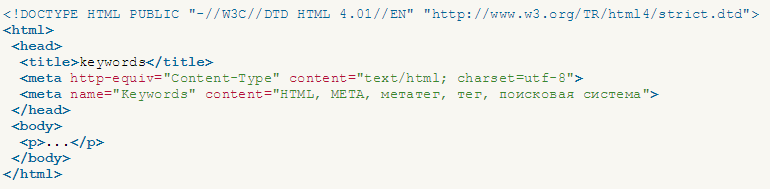 <!DOCTYPE HTML PUBLIC "-//W3C//DTD HTML 4.01//EN" "http://www.w3.org/TR/html4/strict.dtd">
<html>
<head>
<title>keywords</title>
<meta http-equiv="Content-Type" content="text/html; charset=utf-8">
<meta name="Keywords" content="HTML, META, метатег, тег, поисковая система">
</head>
<body>
<p>...</p>
</body>
</html>